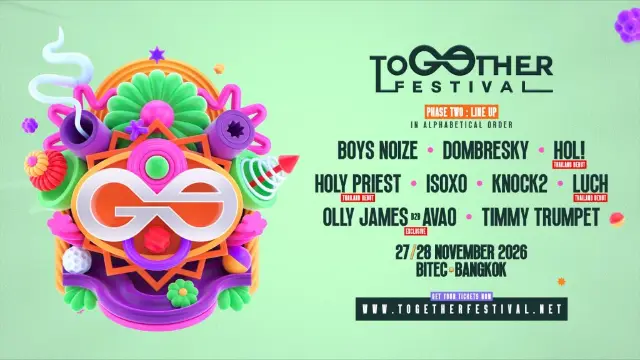 TOGETHER
FESTIVAL
PHASE TWO : LINE UP
IN ALPHABETICAL ORDER
BOYS NOIZE • DOMBRESKY • HOL!
THAILAND DEBUT
HOLY PRIEST • ISOXO • KNOCK2 • LUCH
THAILAND DEBUT THAILAND DEBUT
OLLY JAMES B2B AVAO • TIMMY TRUMPET
EXCLUSIVE
27/28 NOVEMBER 2026
BITEC BANGKOK
GET YOUR TICKETS NOW
WWW.TOGETHERFESTIVAL.NET